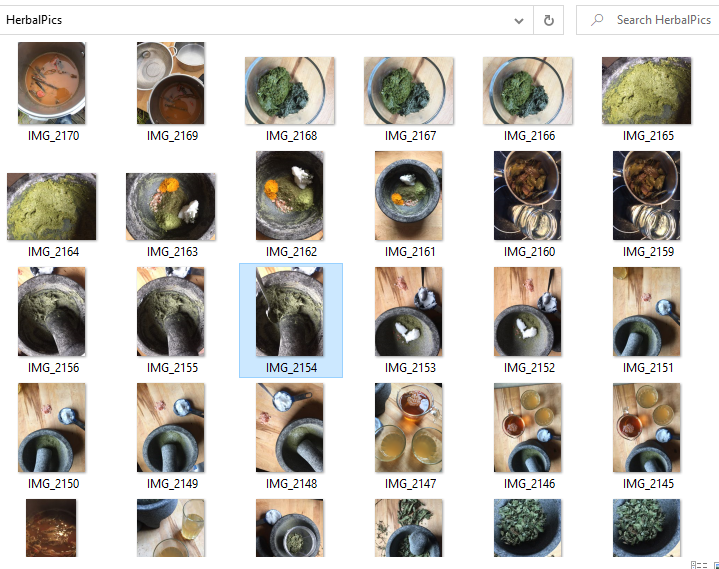 HerbalPics
Search HerbalPics
IMG_2170
IMG_2169
IMG_2168
IMG_2167
IMG_2166
IMG_2165
IMG_2164
IMG_2163
IMG_2162
IMG_2161
IMG_2160
IMG_2159
IMG_2156
IMG_2155
IMG_2154
IMG_2153
IMG_2152
IMG_2151
IMG_2150
IMG_2149
IMG_2148
IMG_2147
IMG_2146
IMG_2145